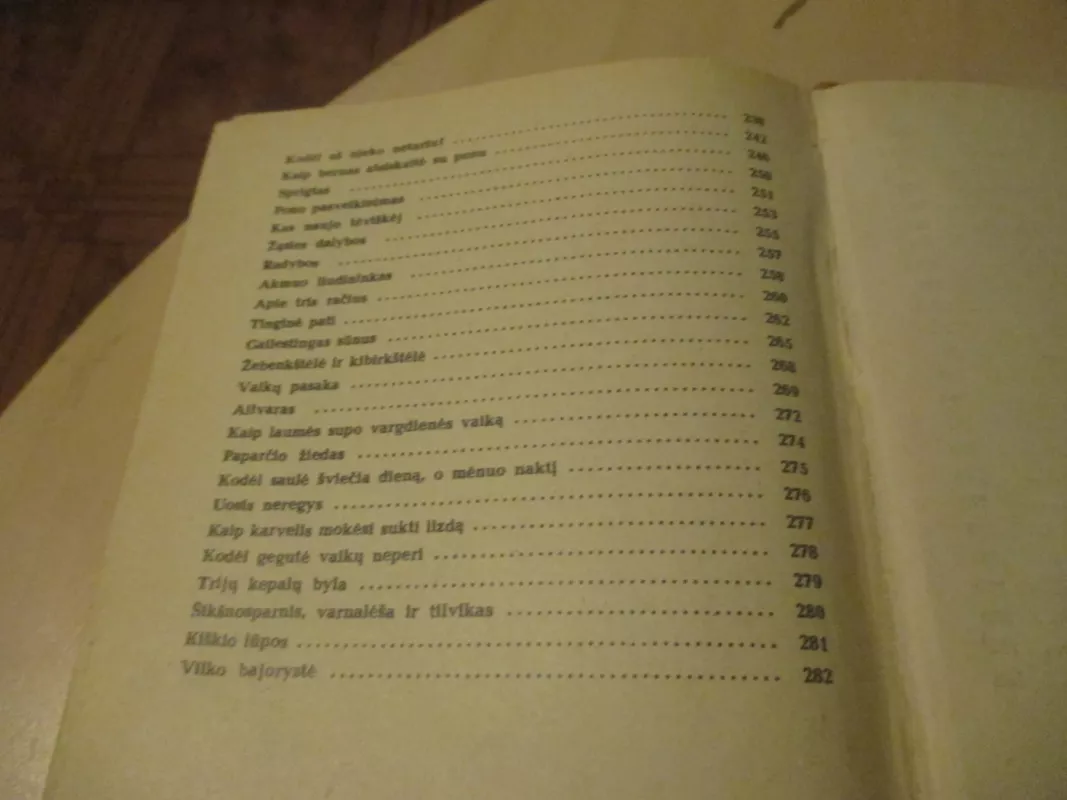 Kodėl aš nieko netariu? 238
Kaip bernas atsiskaitė su ponu 242
Sprigtas 246
Pono pasveikinimas 250
Kas naujo tėviškėj 251
Žąsies dalybos 253
Radybos 255
Akmuo liudininkas 257
Apie tris račius 258
Tinginė pati 260
Gailestingas sūnus 262
Žebenkštėlė ir kibirkštėlė 265
Vaikų pasaka 268
Aitvaras 269
Kaip laumės supo vargdienės vaiką 272
Paparčio žiedas 274
Kodėl saulė šviečia dieną, o mėnuo naktį 275
Uosis neregys 276
Kaip karvelis mokėsi sukti lizdą 277
Kodėl gegutė vaikų neperi 278
Trijų kepalų byla 279
Šikšnosparnis, varnalėša ir tilvikas 280
Kiškio lūpos 281
Vilko bajorystė 282